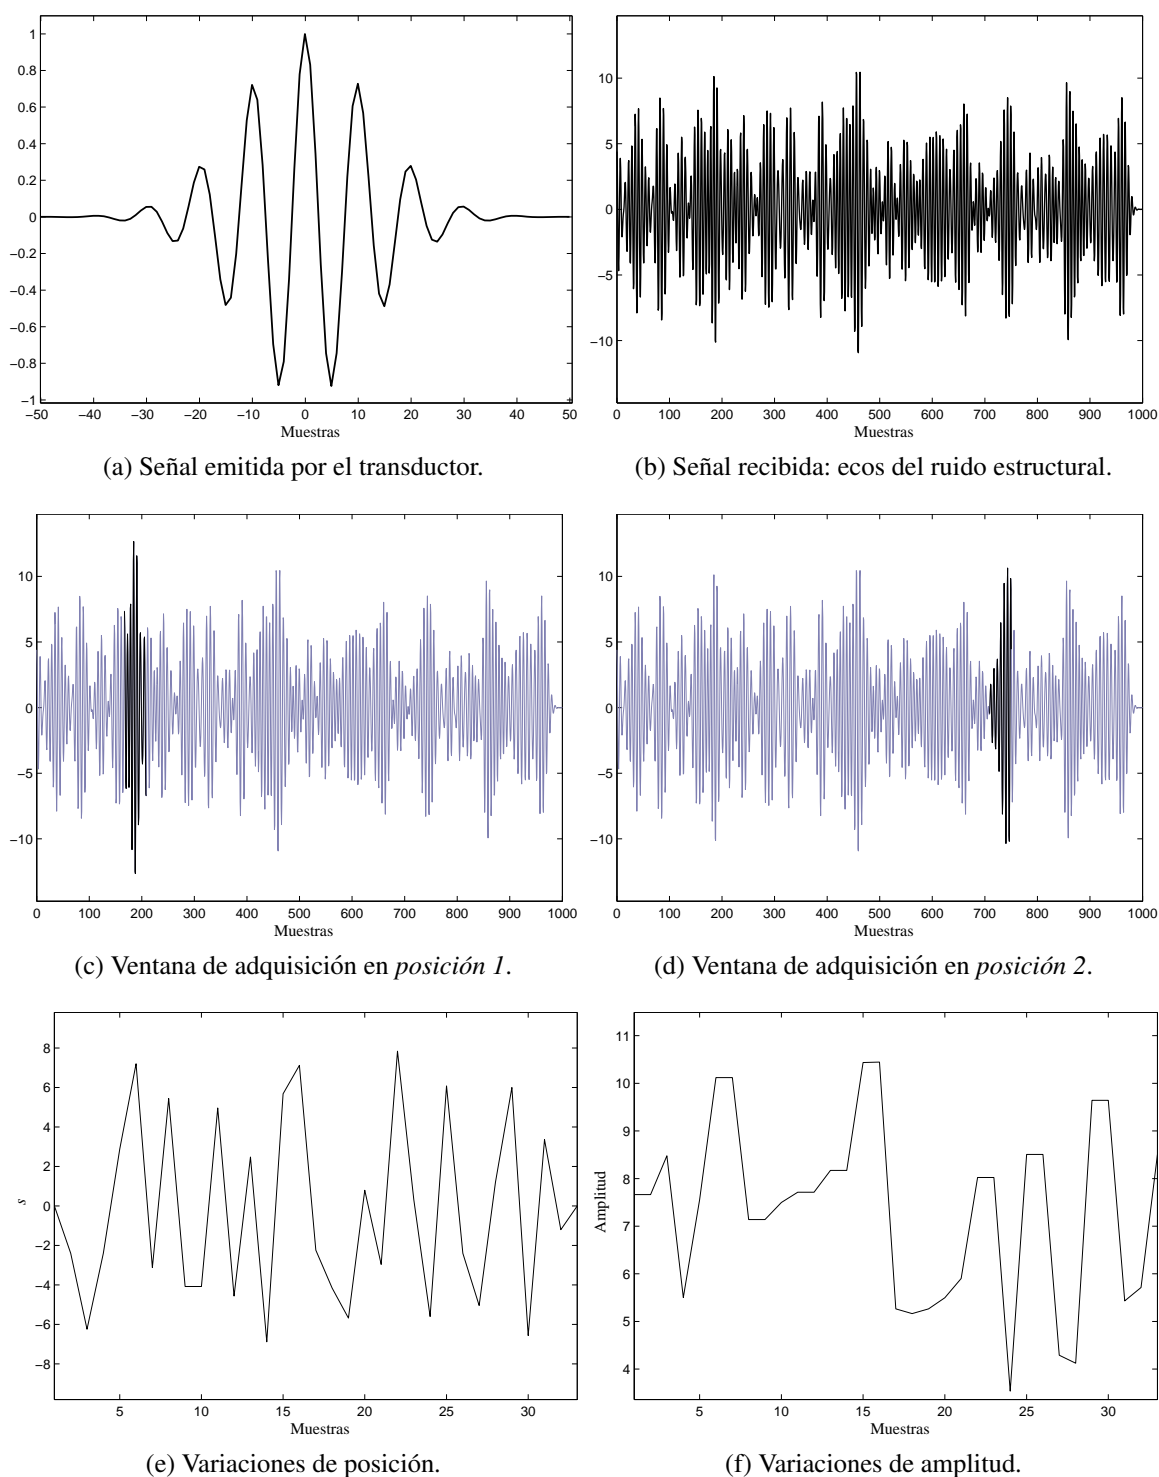 1
0.8
0.6
0.4
0.2
0
−0.2
−0.4
−0.6
−0.8
−1
−50 −40 −30 −20 −10 0 10 20 30 40 50
Muestras
(a) Señal emitida por el transductor.
10
5
0
−5
−10
0 100 200 300 400 500 600 700 800 900 1000
Muestras
(b) Señal recibida: ecos del ruido estructural.
10
5
0
−5
−10
0 100 200 300 400 500 600 700 800 900 1000
Muestras
(c) Ventana de adquisición en posición 1.
10
5
0
−5
−10
0 100 200 300 400 500 600 700 800 900 1000
Muestras
(d) Ventana de adquisición en posición 2.
8
6
4
2
0
−2
−4
−6
−8
s
5 10 15 20 25 30
Muestras
(e) Variaciones de posición.
11
10
9
8
7
6
5
4
Amplitud
5 10 15 20 25 30
Muestras
(f) Variaciones de amplitud.